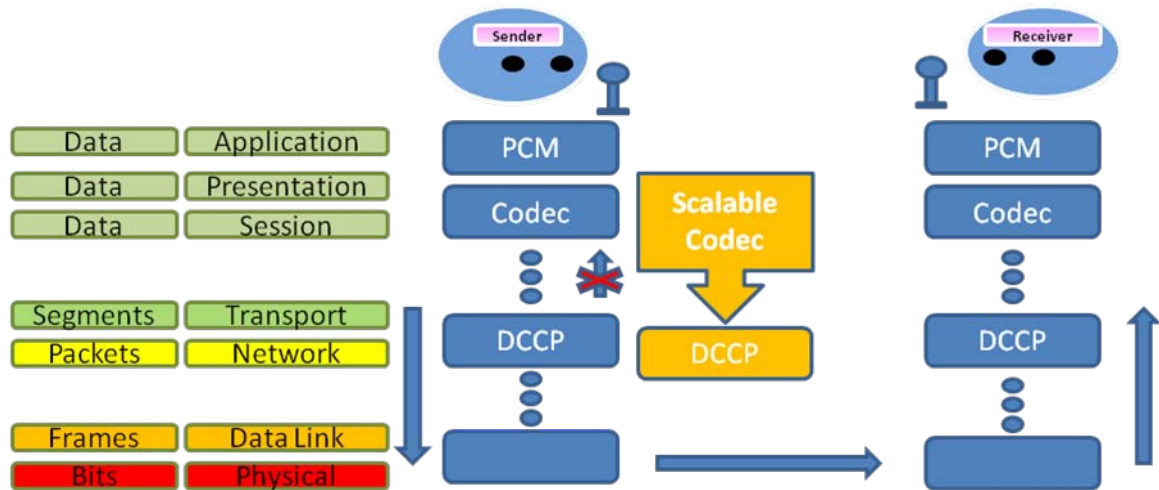 Sender
Receiver
Data Application
PCM
PCM
Data Presentation
Codec
Scalable
Codec
Codec
Data Session
Segments Transport
DCCP
DCCP
DCCP
Packets Network
Frames Data Link
Bits Physical